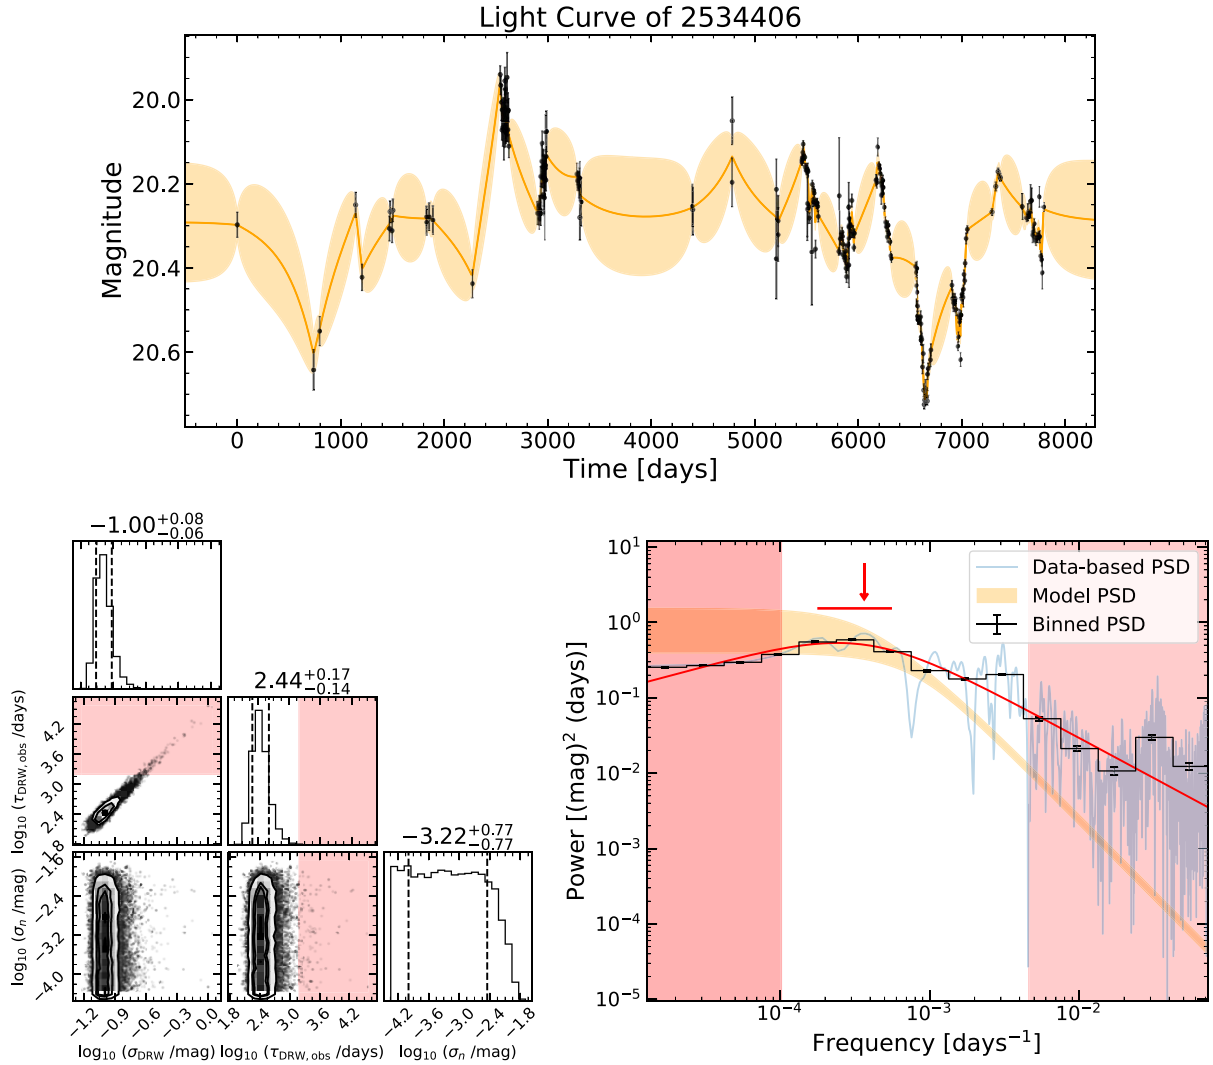 Light Curve of 2534406
Magnitude
20.0
20.2
20.4
20.6
0 1000 2000 3000 4000 5000 6000 7000 8000
Time [days]
−1.00 +0.08 −0.06
2.44 +0.17 −0.14
−3.22 +0.77 −0.77
log10 (τDRW, obs /days)
4.2
3.6
3.0
2.4
1.8
log10 (σn /mag)
−1.6
−2.4
−3.2
−4.0
−1.2 −0.9 −0.6 −0.3 0.0
log10 (σDRW /mag)
1.8 2.4 3.0 3.6 4.2
log10 (τDRW, obs /days)
−4.2 −3.6 −3.0 −2.4 −1.8
log10 (σn /mag)
Power [(mag)² (days)]
10¹
10⁰
10⁻¹
10⁻²
10⁻³
10⁻⁴
10⁻⁵
Data-based PSD
Model PSD
Binned PSD
10⁻⁴ 10⁻³ 10⁻²
Frequency [days⁻¹]